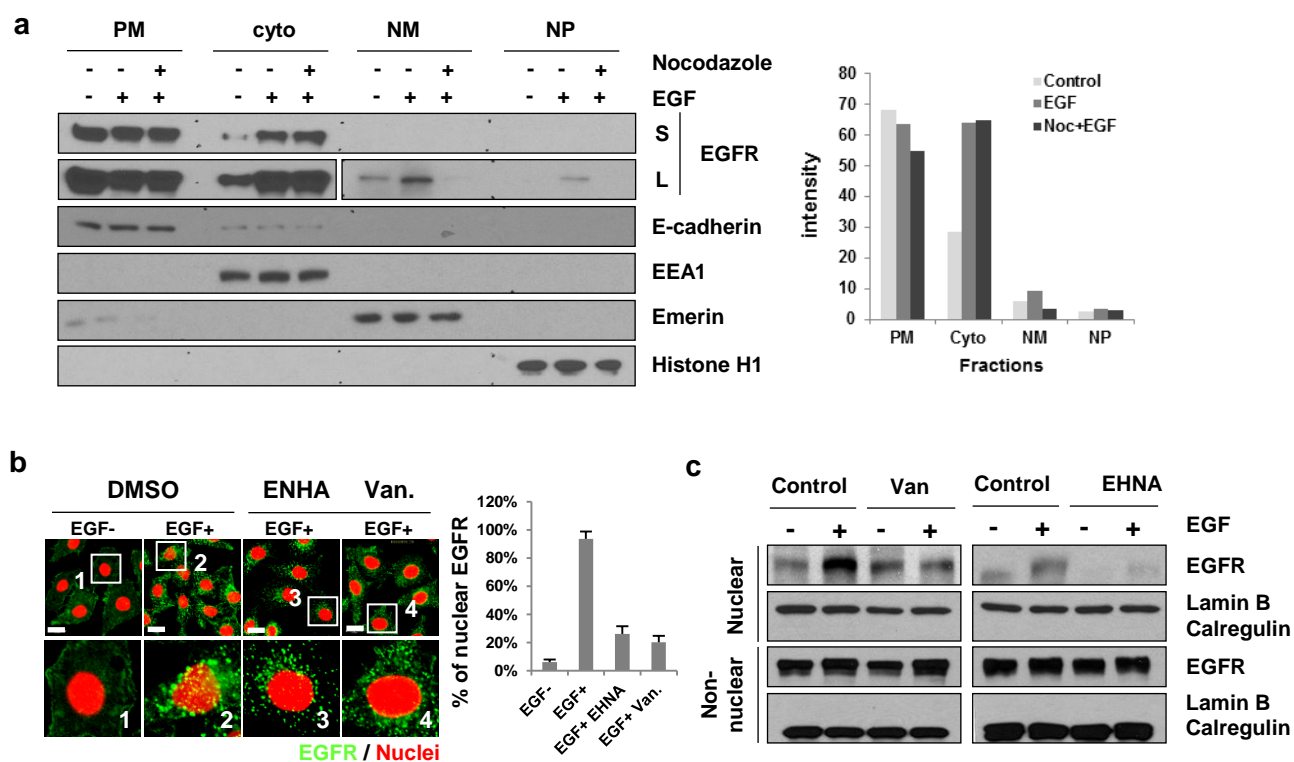 a
PM cyto NM NP
- - + - - + - - + - - + Nocodazole
- + + - + + - + + - + + EGF
S
EGFR
L
E-cadherin
EEA1
Emerin
Histone H1
80
70
60
50
40
30
20
10
0
intensity
Control
EGF
Noc+EGF
PM Cyto NM NP
Fractions
b
DMSO ENHA Van.
EGF- EGF+ EGF+ EGF+
1 2 3 4
1 2 3 4
EGFR / Nuclei
% of nuclear EGFR
120%
100%
80%
60%
40%
20%
0%
EGF- EGF+ EGF+ EHNA EGF+ Van.
c
Control Van Control EHNA
- + - + - + - + EGF
Nuclear
EGFR
Lamin B
Calregulin
Non-
nuclear
EGFR
Lamin B
Calregulin